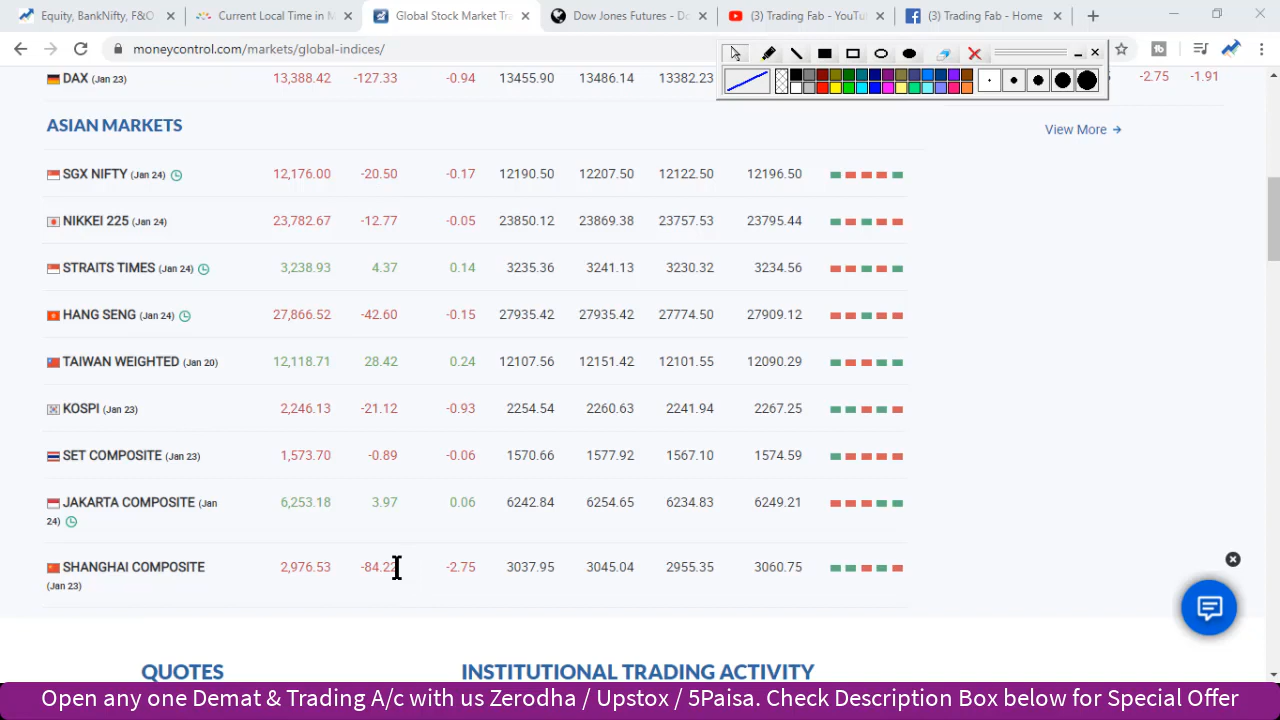 Equity, BankNifty, F&O
Current Local Time in M
Global Stock Market Tra
Dow Jones Futures - Do
(3) Trading Fab - YouTu
(3) Trading Fab - Home
moneycontrol.com/markets/global-indices/
DAX (Jan 23) 13,388.42 -127.33 -0.94 13455.90 13486.14 13382.23
-2.75 -1.91
ASIAN MARKETS
View More →
SGX NIFTY (Jan 24) 12,176.00 -20.50 -0.17 12190.50 12207.50 12122.50 12196.50
NIKKEI 225 (Jan 24) 23,782.67 -12.77 -0.05 23850.12 23869.38 23757.53 23795.44
STRAITS TIMES (Jan 24) 3,238.93 4.37 0.14 3235.36 3241.13 3230.32 3234.56
HANG SENG (Jan 24) 27,866.52 -42.60 -0.15 27935.42 27935.42 27774.50 27909.12
TAIWAN WEIGHTED (Jan 20) 12,118.71 28.42 0.24 12107.56 12151.42 12101.55 12090.29
KOSPI (Jan 23) 2,246.13 -21.12 -0.93 2254.54 2260.63 2241.94 2267.25
SET COMPOSITE (Jan 23) 1,573.70 -0.89 -0.06 1570.66 1577.92 1567.10 1574.59
JAKARTA COMPOSITE (Jan 6,253.18 3.97 0.06 6242.84 6254.65 6234.83 6249.21
24)
SHANGHAI COMPOSITE 2,976.53 -84.22 -2.75 3037.95 3045.04 2955.35 3060.75
(Jan 23)
QUOTES
INSTITUTIONAL TRADING ACTIVITY
Open any one Demat & Trading A/c with us Zerodha / Upstox / 5Paisa. Check Description Box below for Special Offer